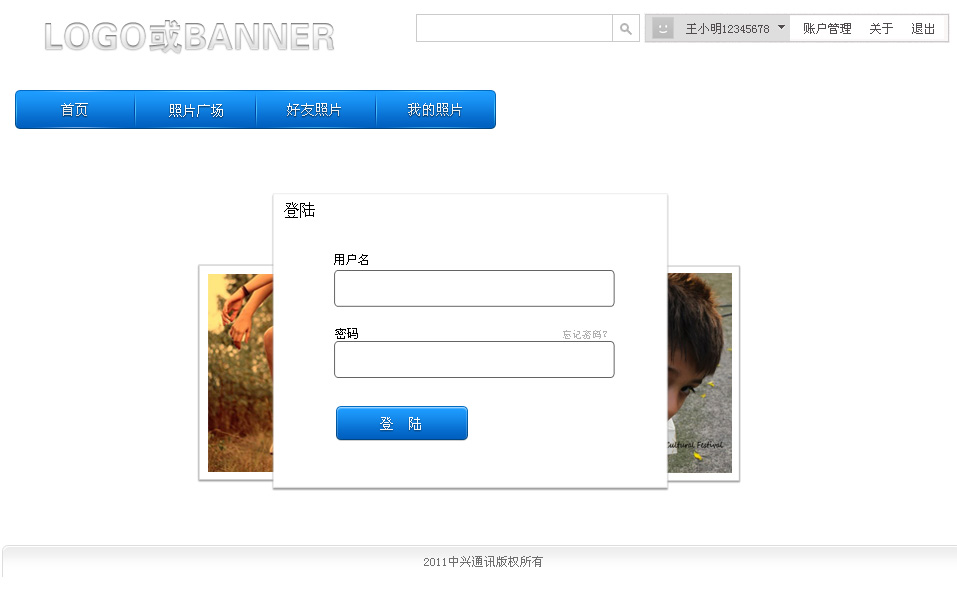 LOGO或BANNER
王小明12345678
账户管理 关于 退出
首页 照片广场 好友照片 我的照片
登陆
用户名
密码 忘记密码?
登 陆
Cultural Festival
2011中兴通讯版权所有